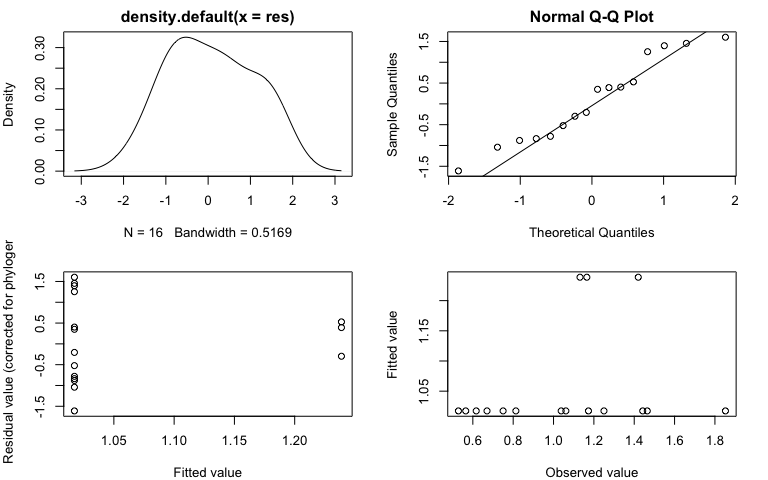 density.default(x = res)
Density
0.00 0.10 0.20 0.30
-3 -2 -1 0 1 2 3
N = 16 Bandwidth = 0.5169
Normal Q-Q Plot
Sample Quantiles
-1.5 -0.5 0.5 1.5
-2 -1 0 1 2
Theoretical Quantiles
Residual value (corrected for phyloger
-1.5 -0.5 0.5 1.5
1.05 1.10 1.15 1.20
Fitted value
Fitted value
1.05 1.15
0.6 0.8 1.0 1.2 1.4 1.6 1.8
Observed value